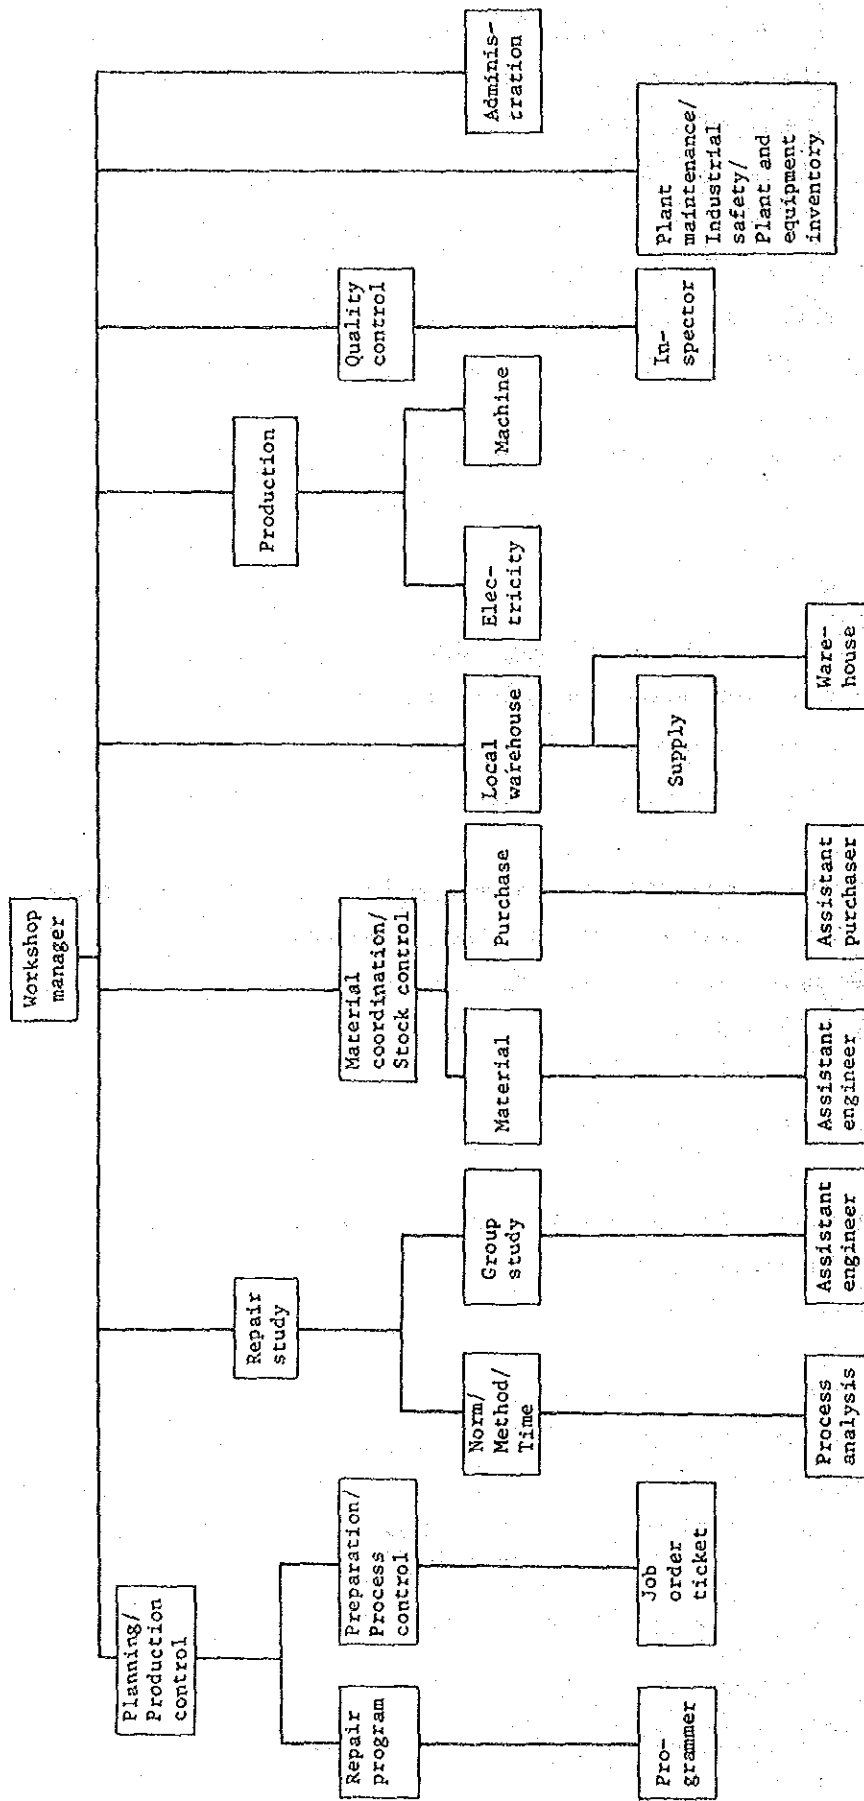 Workshop
manager
Planning/
Production
control
Repair
study
Production
Repair
program
Preparation/
Process
control
Material
coordination/
Stock control
Quality
control
Norm/
Method/
Time
Group
study
Material
Purchase
Local
warehouse
Elec-
tricity
Machine
Adminis-
tration
Pro-
grammer
Job
order
ticket
Supply
In-
spector
Plant
maintenance/
Industrial
safety/
Plant and
equipment
inventory
Process
analysis
Assistant
engineer
Assistant
engineer
Assistant
purchaser
Ware-
house